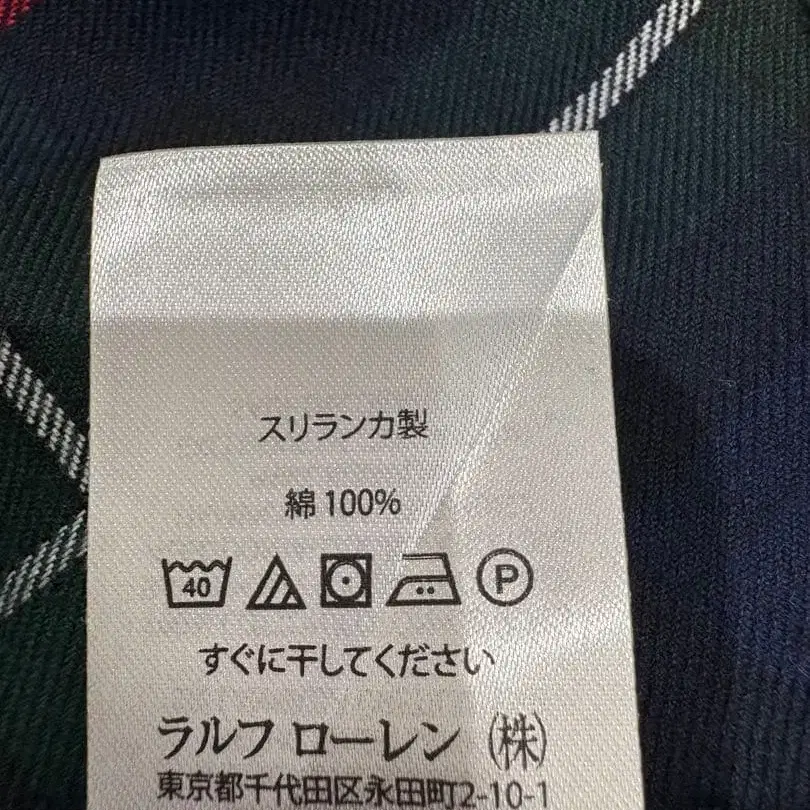 スリランカ製
綿 100%
40 P
すぐに干してください
ラルフ ローレン (株)
東京都千代田区永田町2-10-1